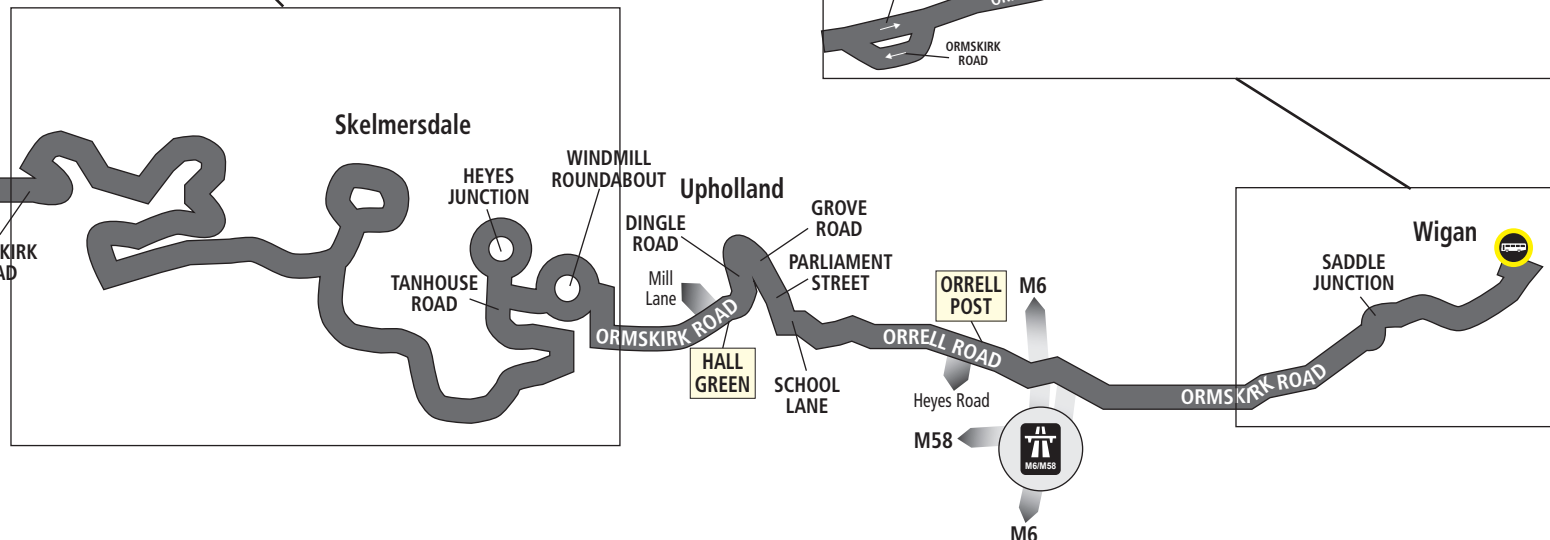 ORMSKIRK
ROAD
Skelmersdale
HEYES
JUNCTION
WINDMILL
ROUNDABOUT
TANHOUSE
ROAD
KIRK
Upholland
DINGLE
ROAD
GROVE
ROAD
PARLIAMENT
STREET
Mill
Lane
ORMSKIRK ROAD
HALL
GREEN
SCHOOL
LANE
ORRELL ROAD
ORRELL
POST
Heyes Road
M6
M58
M6/M58
M6
ORMSKIRK ROAD
SADDLE
JUNCTION
Wigan